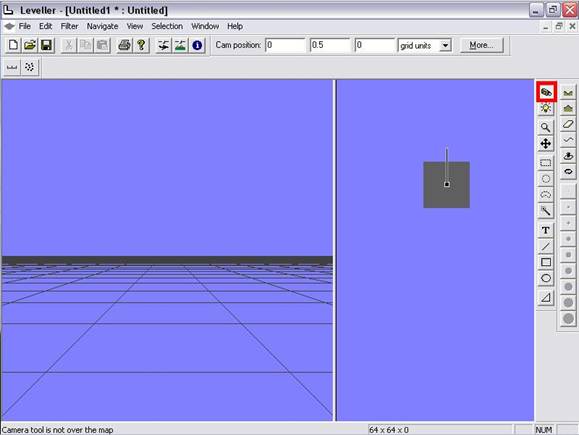 Leveller - [Untitled1 * : Untitled]
File Edit Filter Navigate View Selection Window Help
Cam position: 0 0.5 0 grid units More...
T
Camera tool is not over the map 64 x 64 x 0 NUM